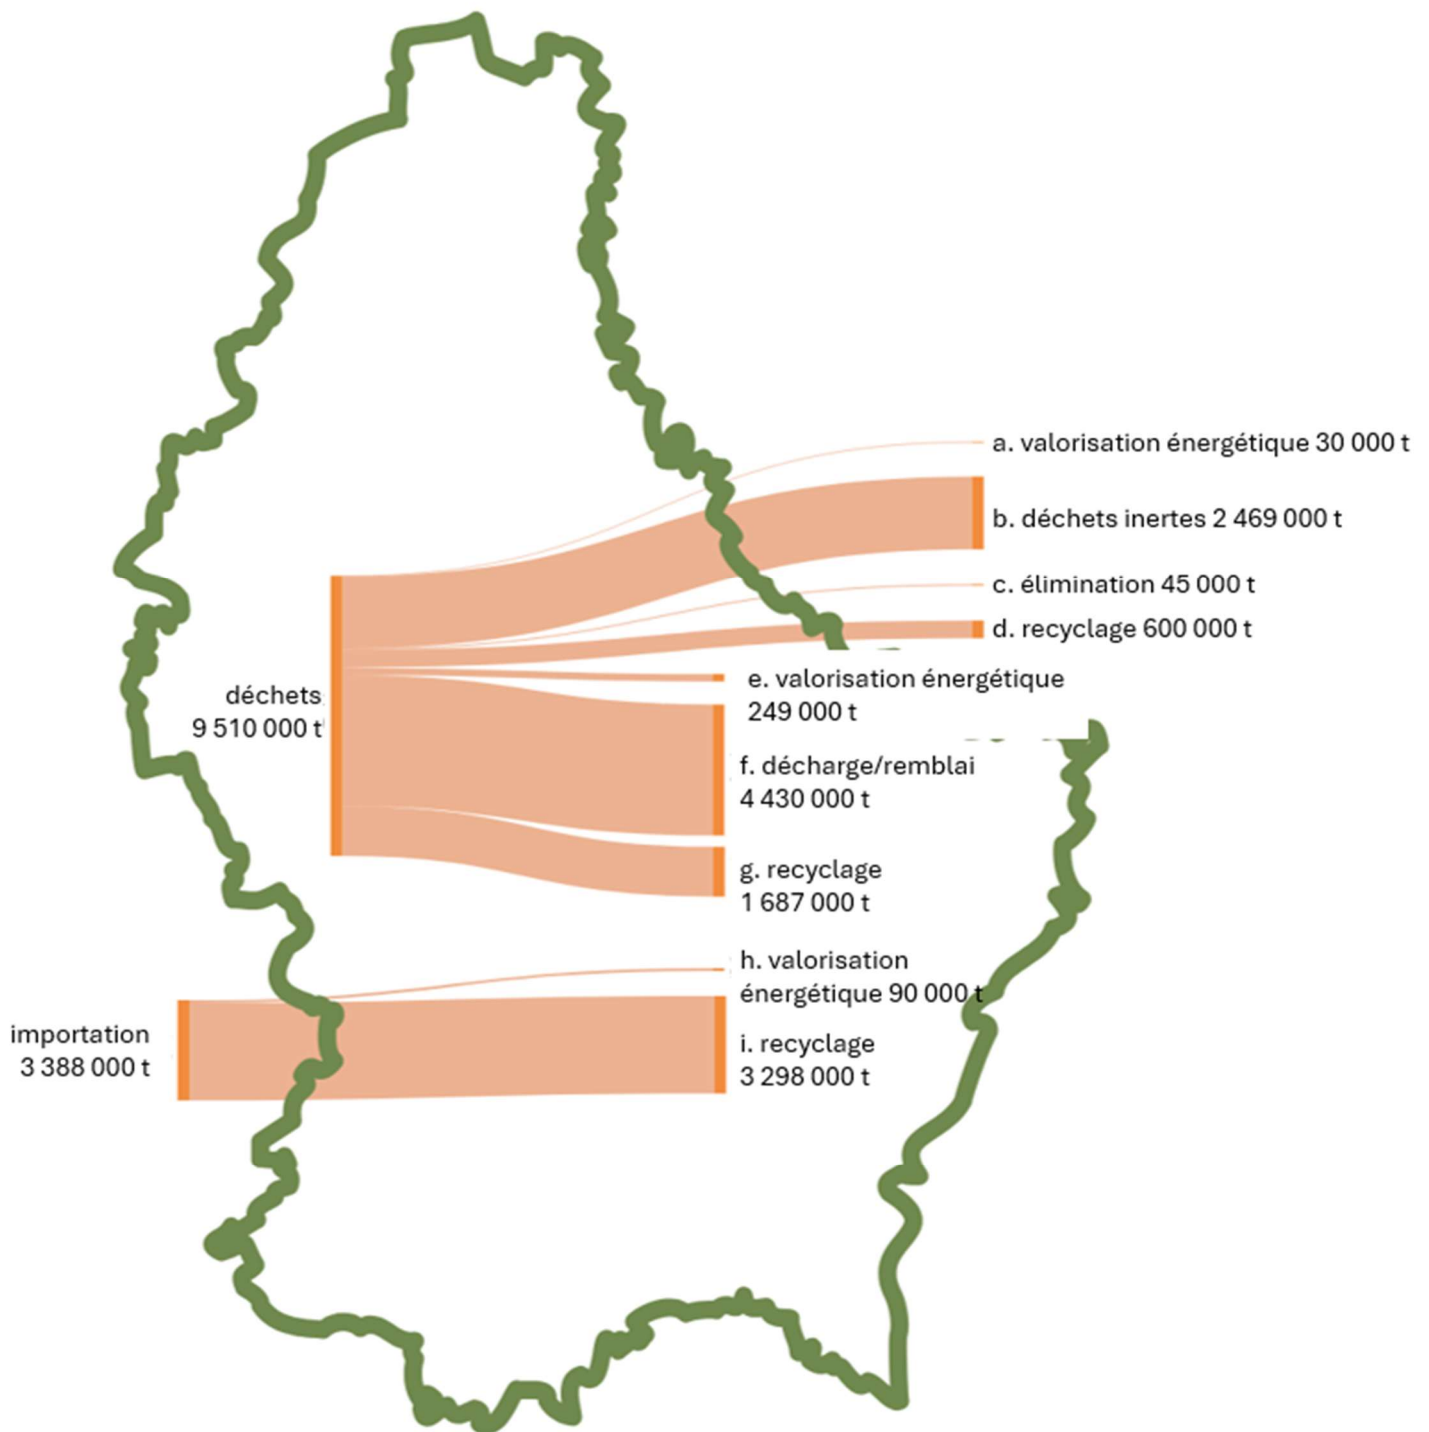 a. valorisation énergétique 30 000 t
b. déchets inertes 2 469 000 t
c. élimination 45 000 t
d. recyclage 600 000 t
e. valorisation énergétique
249 000 t
déchets
9 510 000 t
f. décharge/remblai
4 430 000 t
g. recyclage
1 687 000 t
h. valorisation
énergétique 90 000 t
importation
3 388 000 t
i. recyclage
3 298 000 t